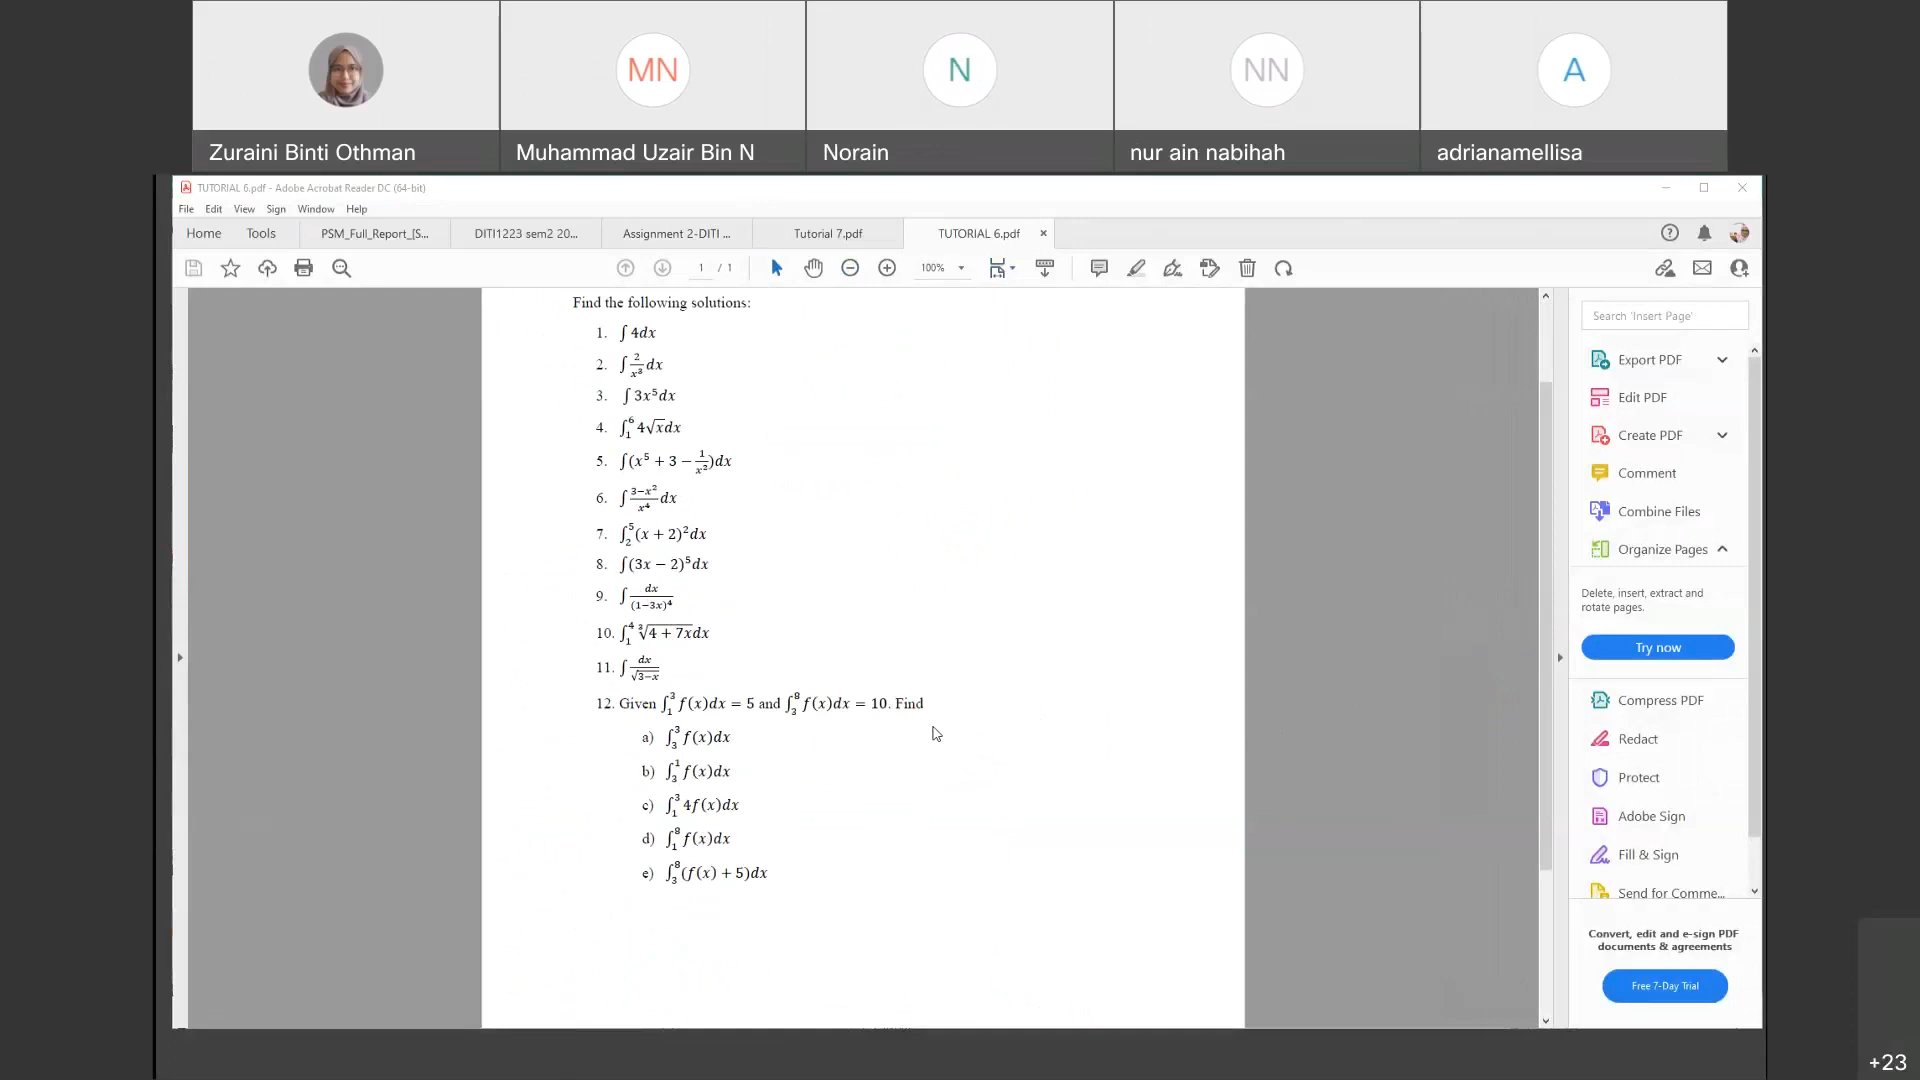 MN
N
NN
A
Zuraini Binti Othman
Muhammad Uzair Bin N
Norain
nur ain nabihah
adrianamellisa
TUTORIAL 6.pdf - Adobe Acrobat Reader DC (64-bit)
File Edit View Sign Window Help
Home Tools PSM_Full_Report_(S... DITI1223 sem2 20... Assignment 2-DITI ... Tutorial 7.pdf TUTORIAL 6.pdf ×
1 / 1 100%
Find the following solutions:
1. ∫ 4dx
2. ∫ 2/x³ dx
3. ∫ 3x⁵dx
4. ∫₁⁶ 4√x dx
5. ∫(x⁵ + 3 − 1/x²)dx
6. ∫ (3−x²)/x⁴ dx
7. ∫₂⁵(x + 2)²dx
8. ∫(3x − 2)⁵dx
9. ∫ dx/(1−3x)⁴
10. ∫₁⁴ ³√(4 + 7x)dx
11. ∫ dx/√(3−x)
12. Given ∫₁³ f(x)dx = 5 and ∫₃⁸ f(x)dx = 10. Find
a) ∫₃³ f(x)dx
b) ∫₃¹ f(x)dx
c) ∫₁³ 4f(x)dx
d) ∫₁⁸ f(x)dx
e) ∫₃⁸(f(x) + 5)dx
Search 'Insert Page'
Export PDF
Edit PDF
Create PDF
Comment
Combine Files
Organize Pages
Delete, insert, extract and
rotate pages.
Try now
Compress PDF
Redact
Protect
Adobe Sign
Fill & Sign
Send for Comme...
Convert, edit and e-sign PDF
documents & agreements
Free 7-Day Trial
+23